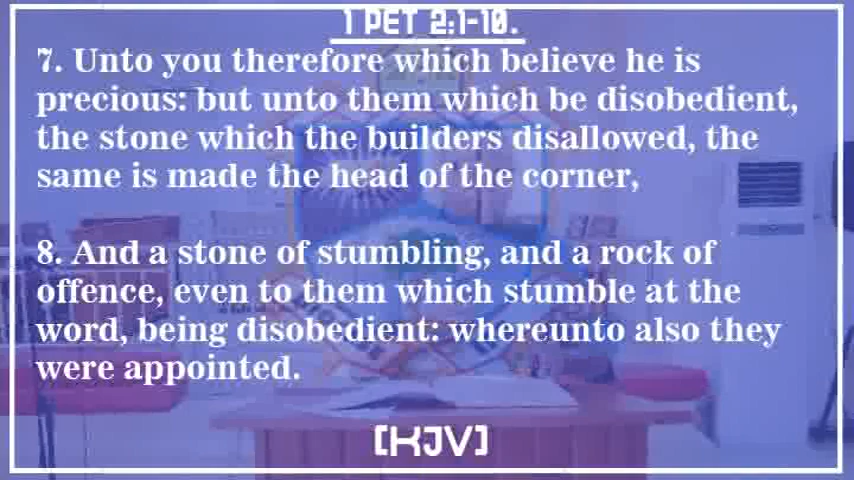 1 PET 2:1-10.
7. Unto you therefore which believe he is
precious: but unto them which be disobedient,
the stone which the builders disallowed, the
same is made the head of the corner,
8. And a stone of stumbling, and a rock of
offence, even to them which stumble at the
word, being disobedient: whereunto also they
were appointed.
[KJV]